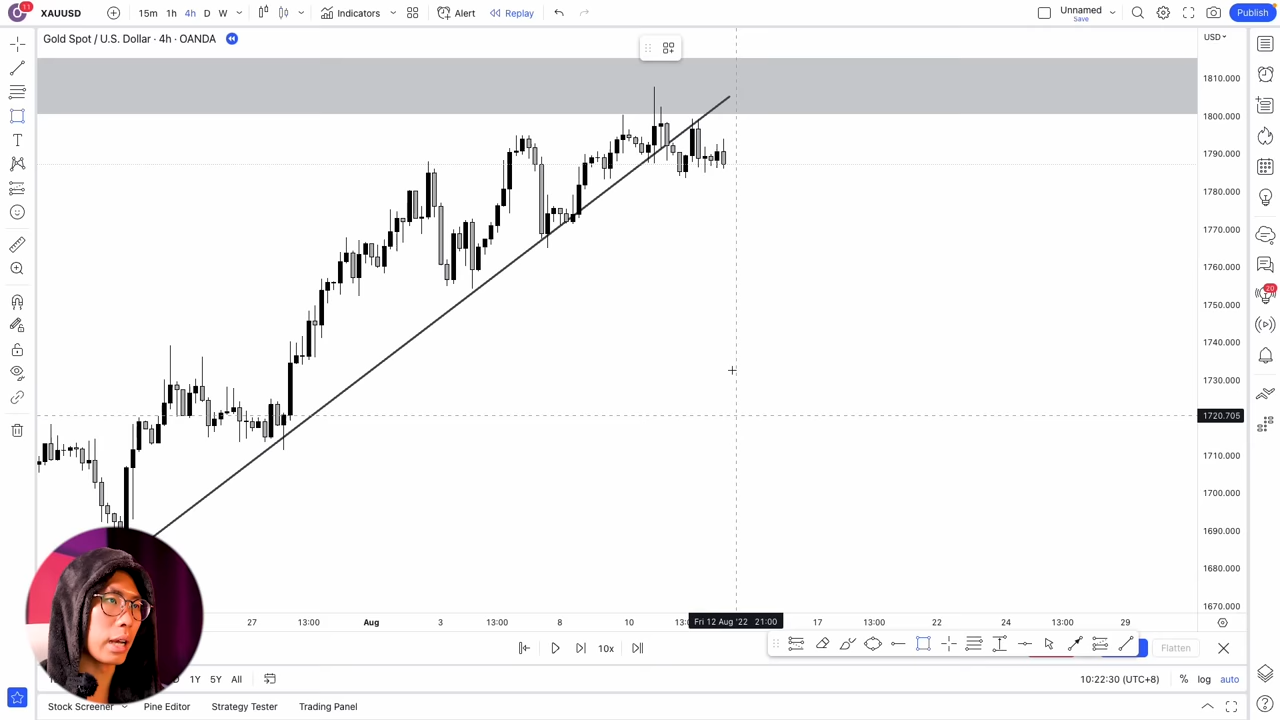 11
XAUUSD
15m 1h 4h D W
Indicators
Alert
Replay
Unnamed
Save
Publish
Gold Spot / U.S. Dollar · 4h · OANDA
USD
1810.000
1800.000
1790.000
1780.000
1770.000
1760.000
1750.000
1740.000
1730.000
1720.705
1710.000
1700.000
1690.000
1680.000
1670.000
20
27 13:00 Aug 3 13:00 8 10 Fri 12 Aug '22 21:00 17 13:00 22 24 13:00 29
10x
Flatten
1Y 5Y All
10:22:30 (UTC+8)
% log auto
Stock Screener Pine Editor Strategy Tester Trading Panel